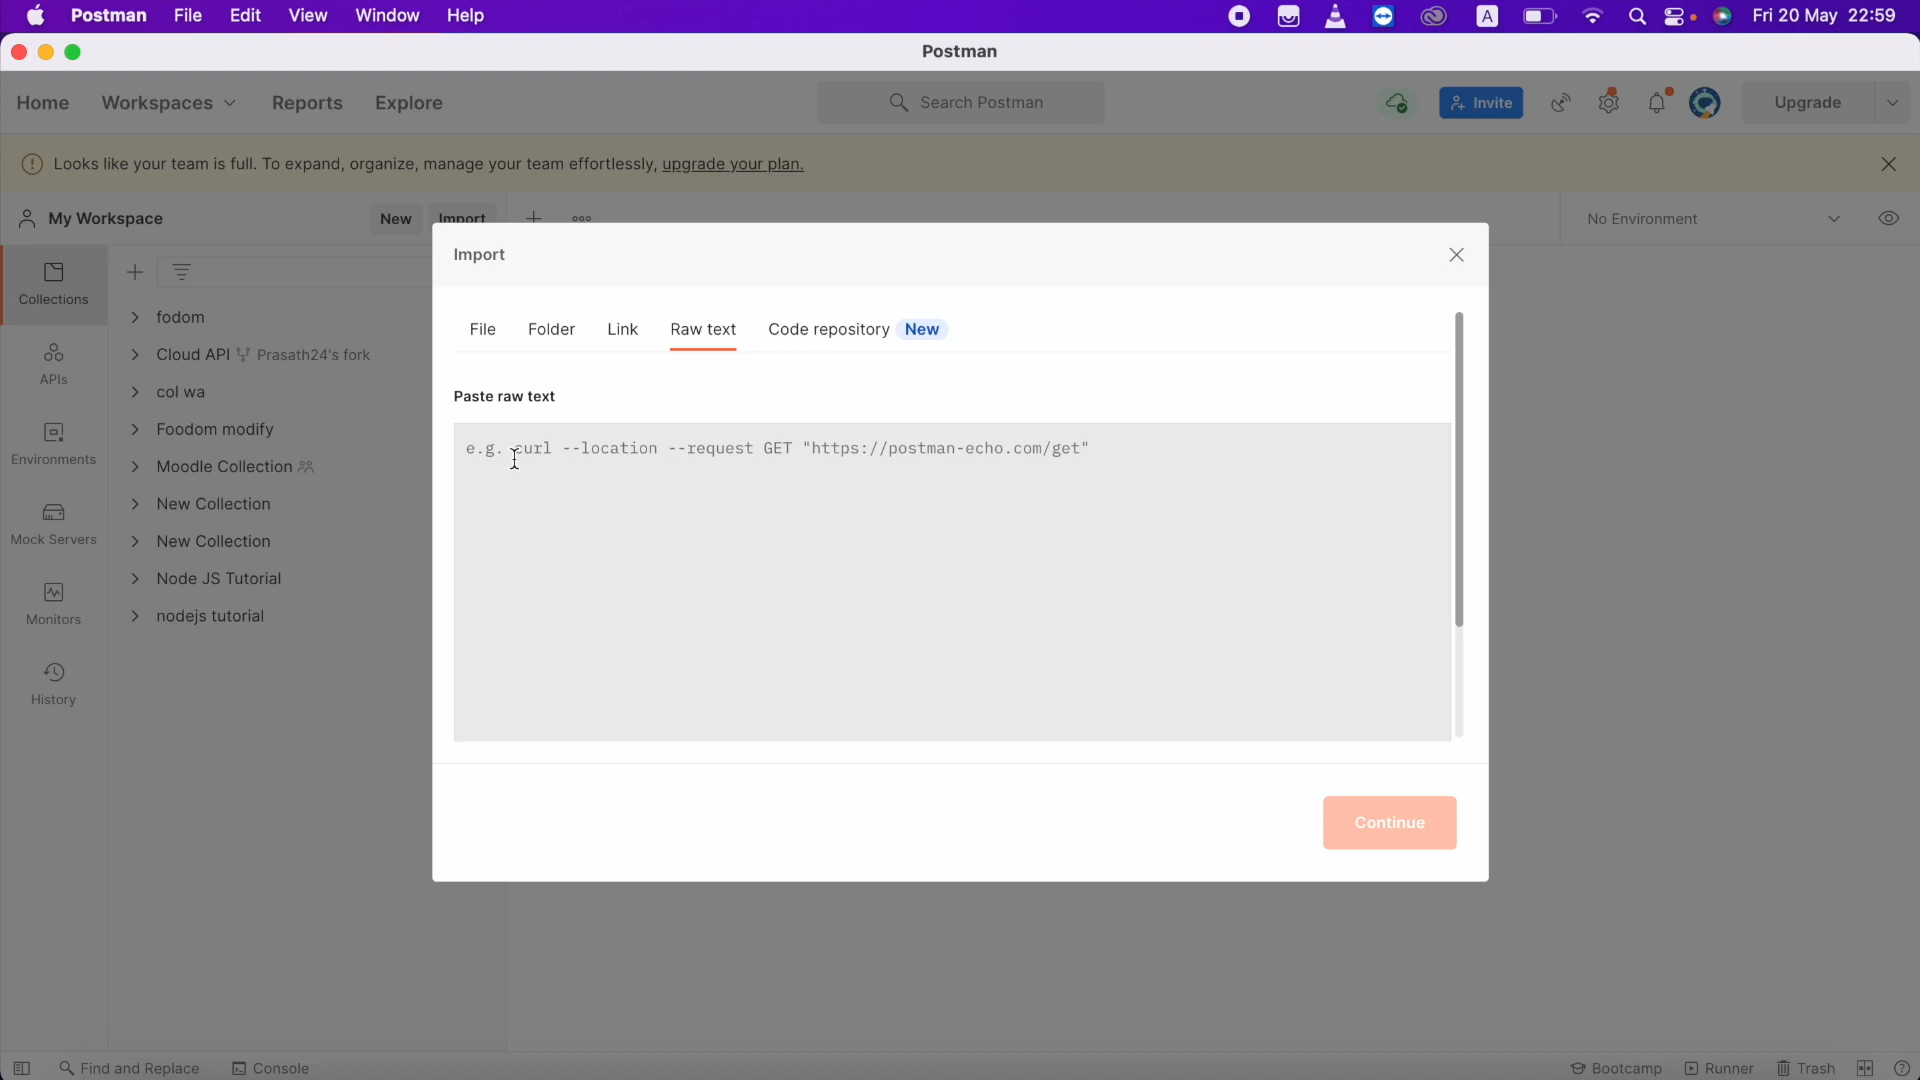 Postman File Edit View Window Help A Fri 20 May 22:59
Postman
Home Workspaces Reports Explore Search Postman Invite Upgrade
Looks like your team is full. To expand, organize, manage your team effortlessly, upgrade your plan.
My Workspace New Import No Environment
Import
Collections
APIs
Environments
Mock Servers
Monitors
History
fodom
Cloud API Prasath24's fork
col wa
Foodom modify
Moodle Collection
New Collection
New Collection
Node JS Tutorial
nodejs tutorial
File Folder Link Raw text Code repository New
Paste raw text
e.g. curl --location --request GET "https://postman-echo.com/get"
Continue
Find and Replace Console Bootcamp Runner Trash